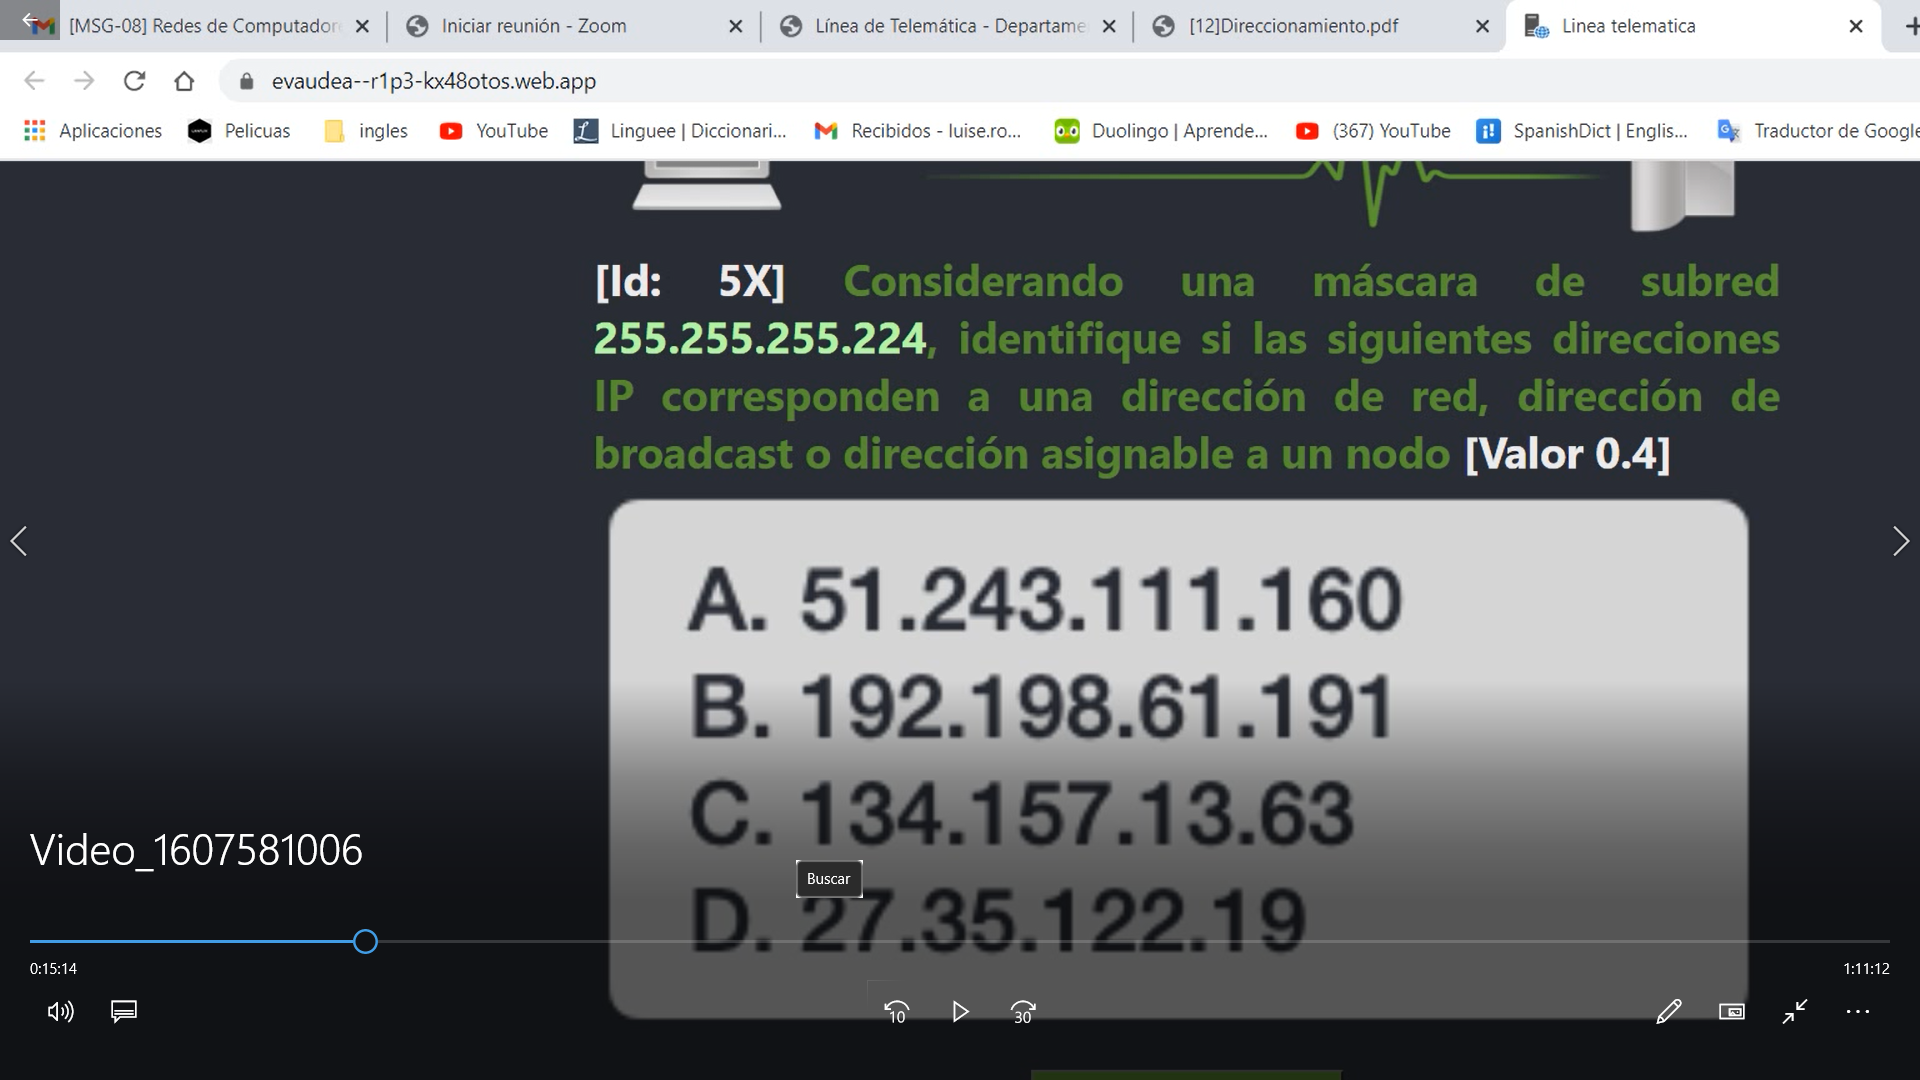 [MSG-08] Redes de Computador
Iniciar reunión - Zoom
Línea de Telemática - Departame
[12]Direccionamiento.pdf
Linea telematica
evaudea--r1p3-kx48otos.web.app
Aplicaciones
Pelicuas
ingles
YouTube
Linguee | Diccionari...
Recibidos - luise.ro...
Duolingo | Aprende...
(367) YouTube
SpanishDict | Englis...
Traductor de Google
[Id: 5X] Considerando una máscara de subred
255.255.255.224, identifique si las siguientes direcciones
IP corresponden a una dirección de red, dirección de
broadcast o dirección asignable a un nodo [Valor 0.4]
A. 51.243.111.160
B. 192.198.61.191
C. 134.157.13.63
D. 27.35.122.19
Video_1607581006
Buscar
0:15:14
1:11:12
10
30